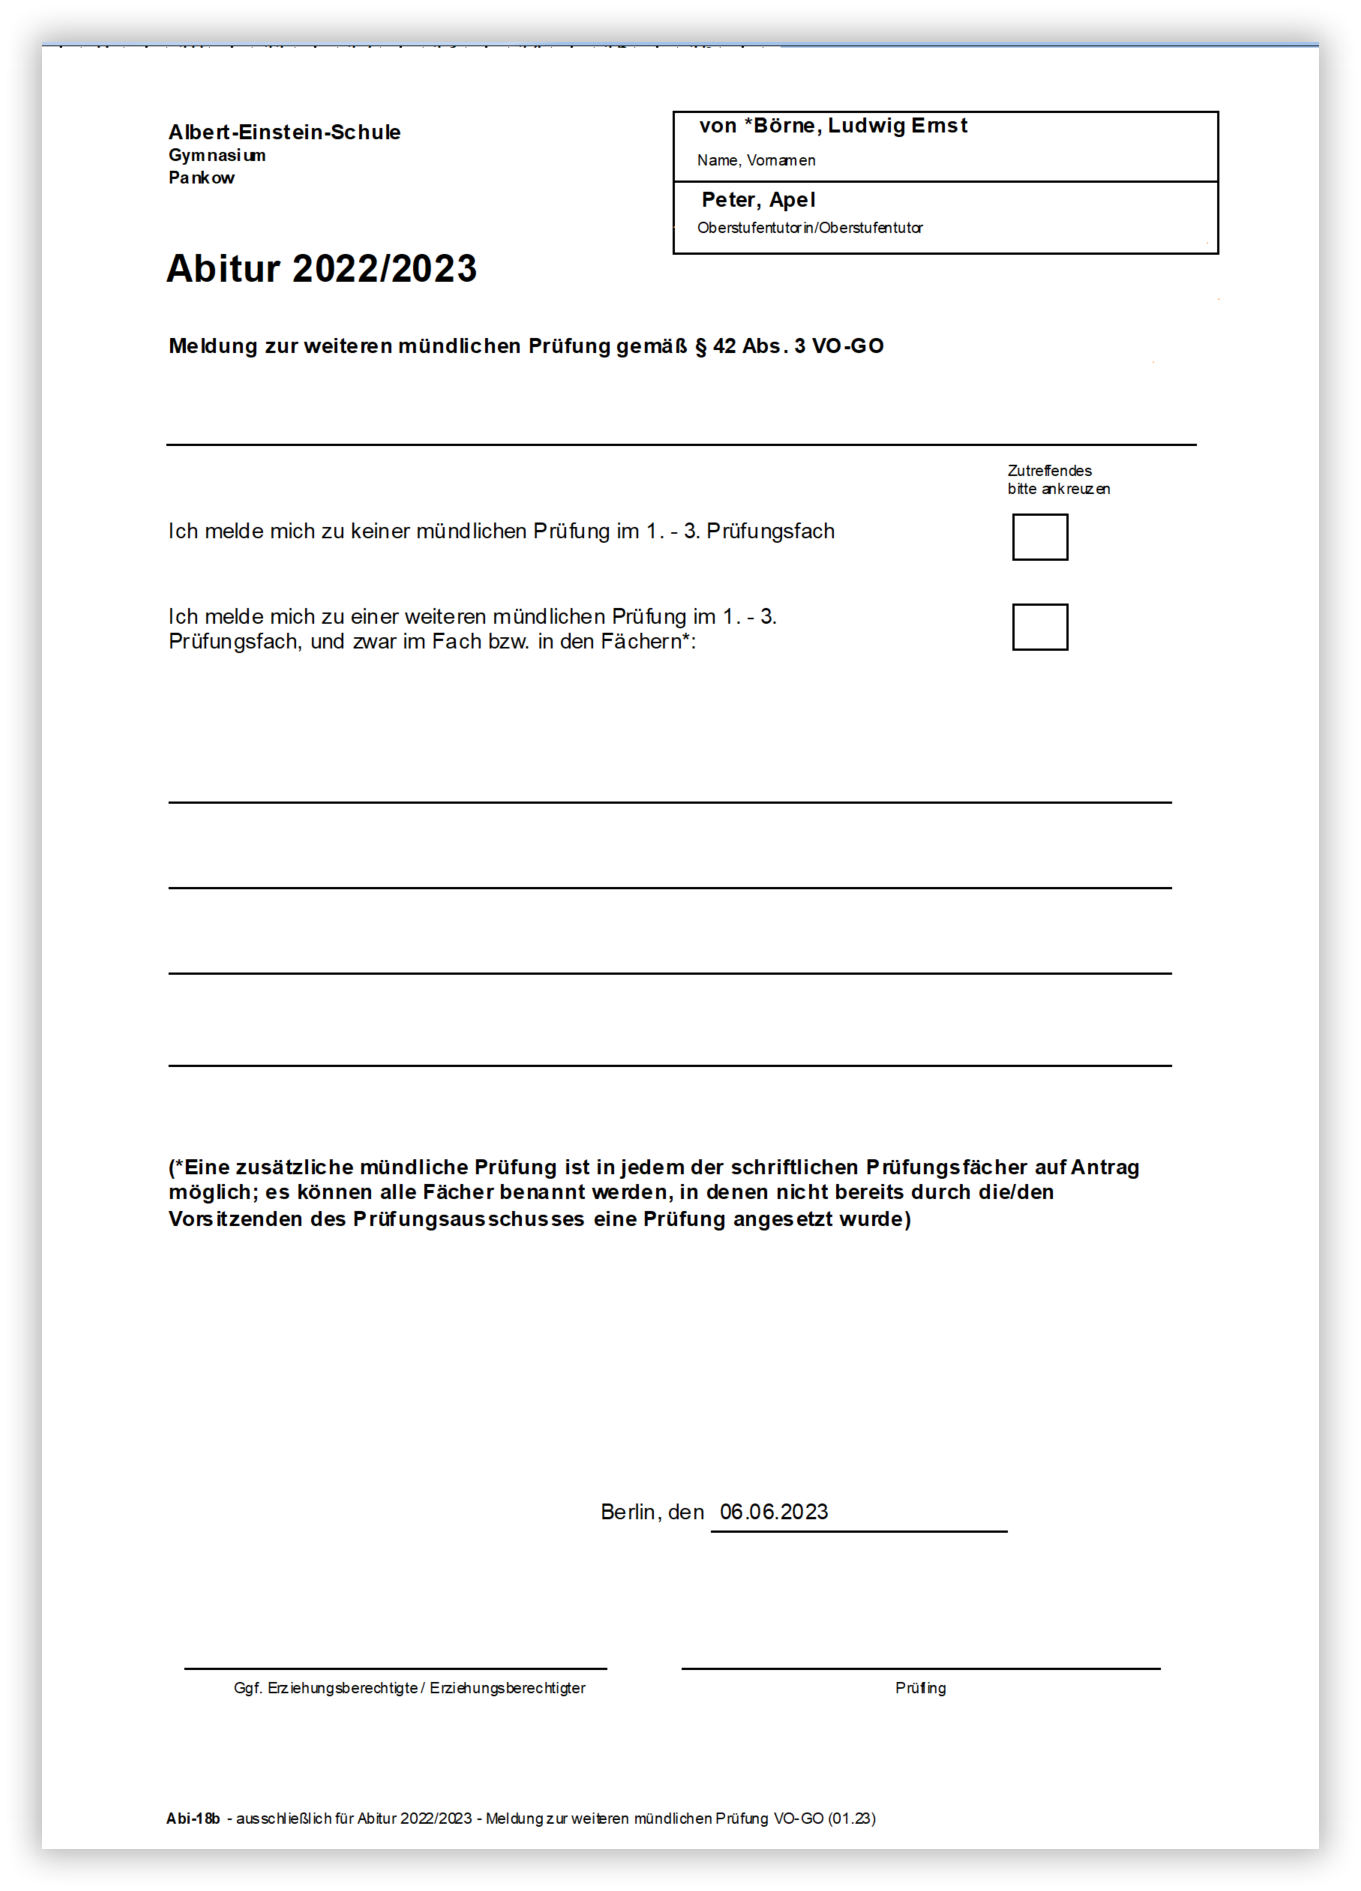 Albert-Einstein-Schule
Gymnasium
Pankow
von *Börne, Ludwig Ernst
Name, Vornamen
Peter, Apel
Oberstufentutorin/Oberstufentutor
Abitur 2022/2023
Meldung zur weiteren mündlichen Prüfung gemäß § 42 Abs. 3 VO-GO
Zutreffendes
bitte ankreuzen
Ich melde mich zu keiner mündlichen Prüfung im 1. - 3. Prüfungsfach
Ich melde mich zu einer weiteren mündlichen Prüfung im 1. - 3.
Prüfungsfach, und zwar im Fach bzw. in den Fächern*:
(*Eine zusätzliche mündliche Prüfung ist in jedem der schriftlichen Prüfungsfächer auf Antrag
möglich; es können alle Fächer benannt werden, in denen nicht bereits durch die/den
Vorsitzenden des Prüfungsausschusses eine Prüfung angesetzt wurde)
Berlin, den 06.06.2023
Ggf. Erziehungsberechtigte / Erziehungsberechtigter
Prüfling
Abi-18b - ausschließlich für Abitur 2022/2023 - Meldung zur weiteren mündlichen Prüfung VO-GO (01.23)